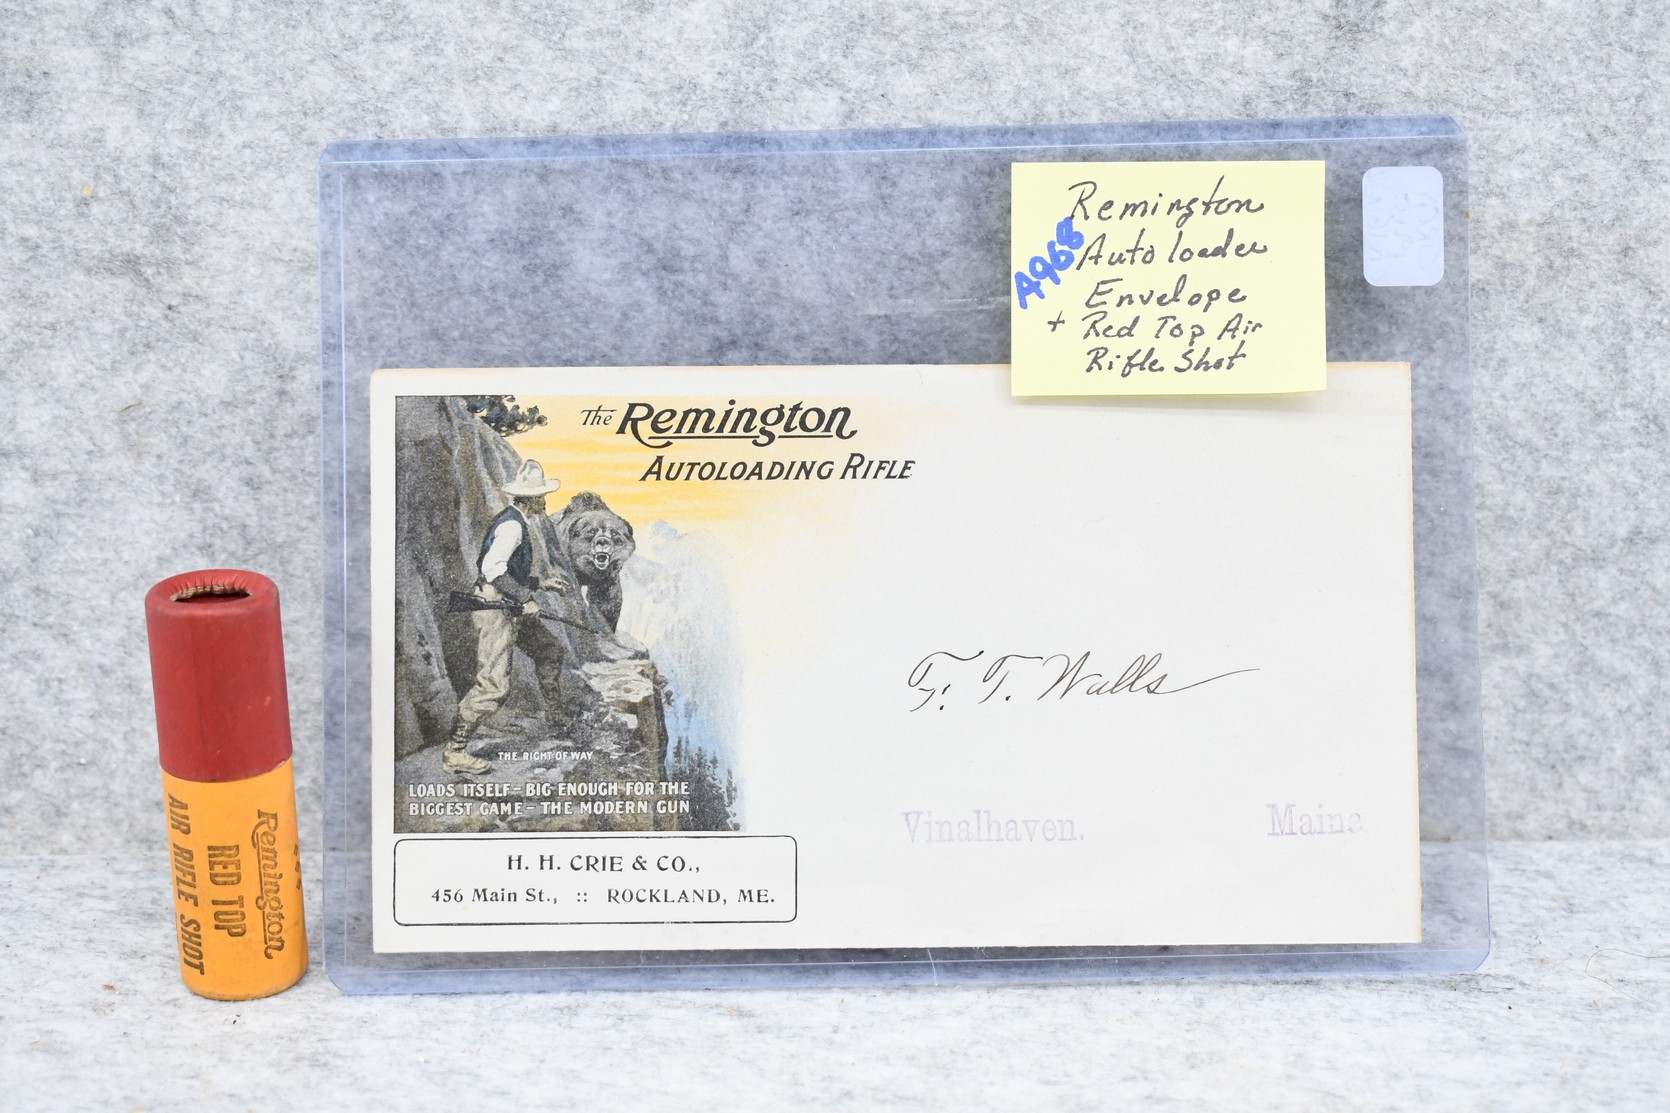 Remington
Auto loader
Envelope
+ Red Top Air
Rifle Shot
A968
The Remington
AUTOLOADING RIFLE
THE RIGHT OF WAY
LOADS ITSELF - BIG ENOUGH FOR THE
BIGGEST GAME - THE MODERN GUN
H. H. CRIE & CO.,
456 Main St., :: ROCKLAND, ME.
F. T. Walls
Vinalhaven. Maine
Remington
RED TOP
AIR RIFLE SHOT